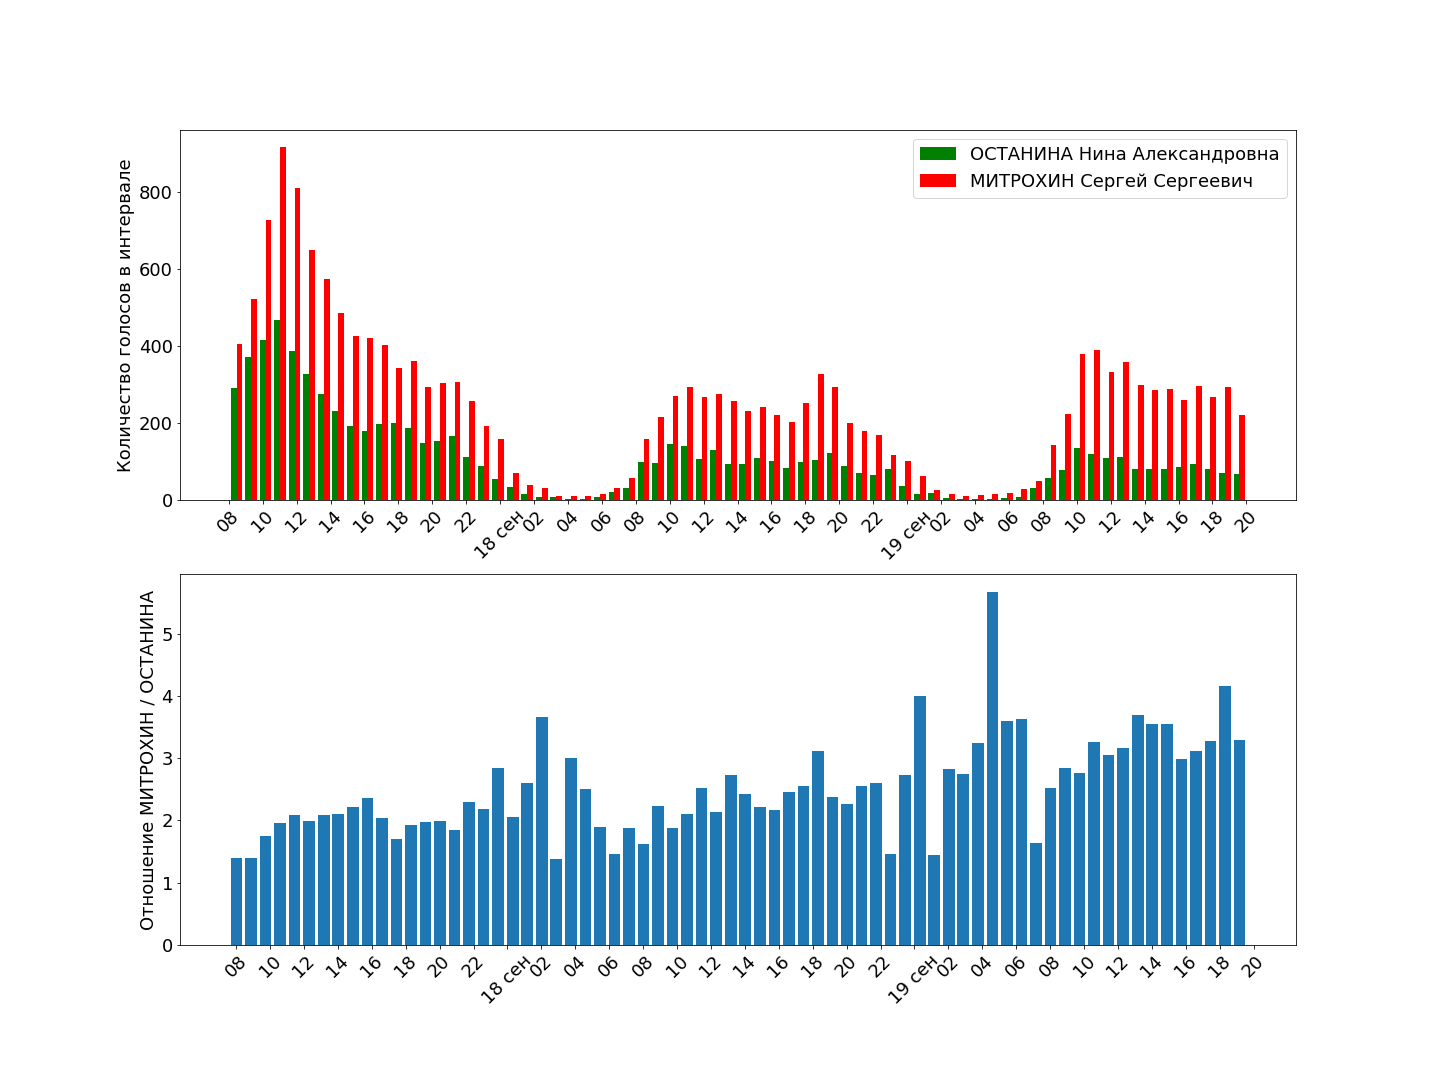 ОСТАНИНА Нина Александровна
МИТРОХИН Сергей Сергеевич
Количество голосов в интервале
800
600
400
200
0
08 10 12 14 16 18 20 22 18 сен 02 04 06 08 10 12 14 16 18 20 22 19 сен 02 04 06 08 10 12 14 16 18 20
Отношение МИТРОХИН / ОСТАНИНА
5
4
3
2
1
0
08 10 12 14 16 18 20 22 18 сен 02 04 06 08 10 12 14 16 18 20 22 19 сен 02 04 06 08 10 12 14 16 18 20